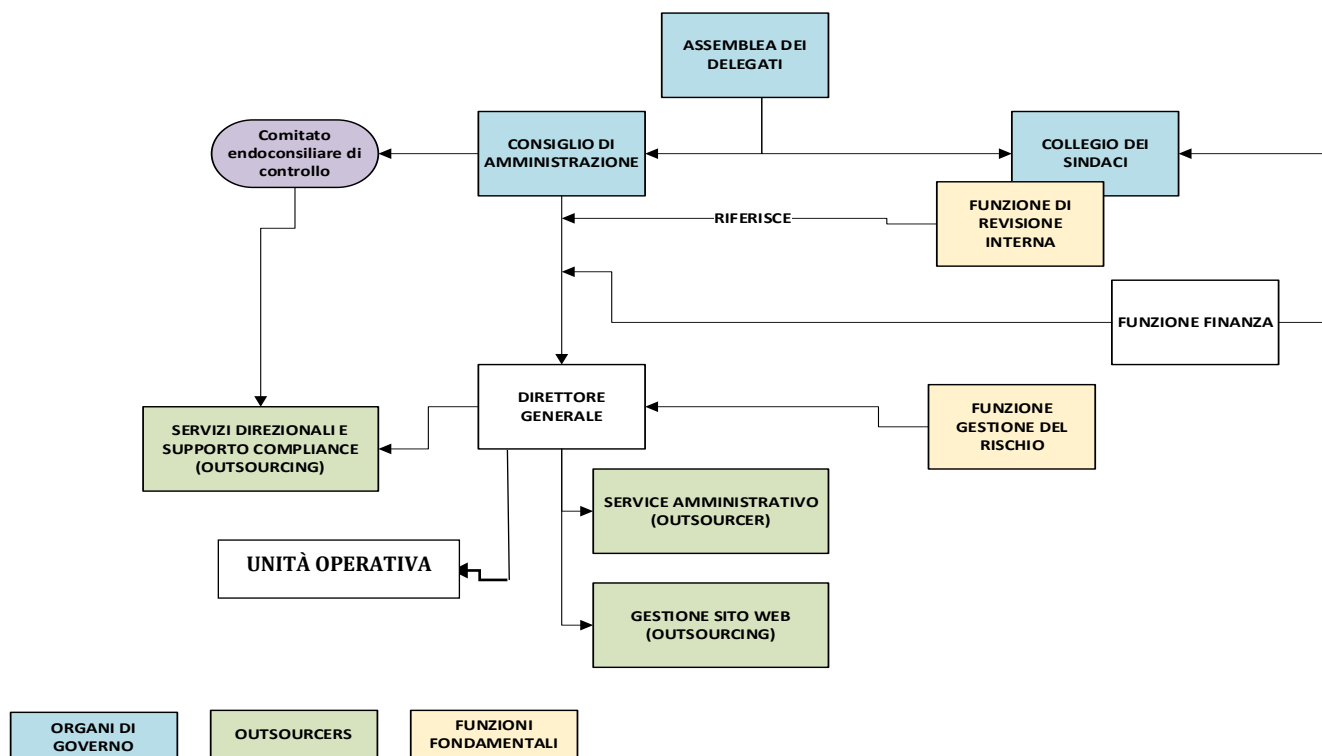 ASSEMBLEA DEI
DELEGATI
Comitato
endoconsiliare di
controllo
CONSIGLIO DI
AMMINISTRAZIONE
COLLEGIO DEI
SINDACI
RIFERISCE
FUNZIONE DI
REVISIONE
INTERNA
FUNZIONE FINANZA
DIRETTORE
GENERALE
SERVIZI DIREZIONALI E
SUPPORTO COMPLIANCE
(OUTSOURCING)
FUNZIONE
GESTIONE DEL
RISCHIO
SERVICE AMMINISTRATIVO
(OUTSOURCER)
UNITÀ OPERATIVA
GESTIONE SITO WEB
(OUTSOURCING)
ORGANI DI
GOVERNO
OUTSOURCERS
FUNZIONI
FONDAMENTALI